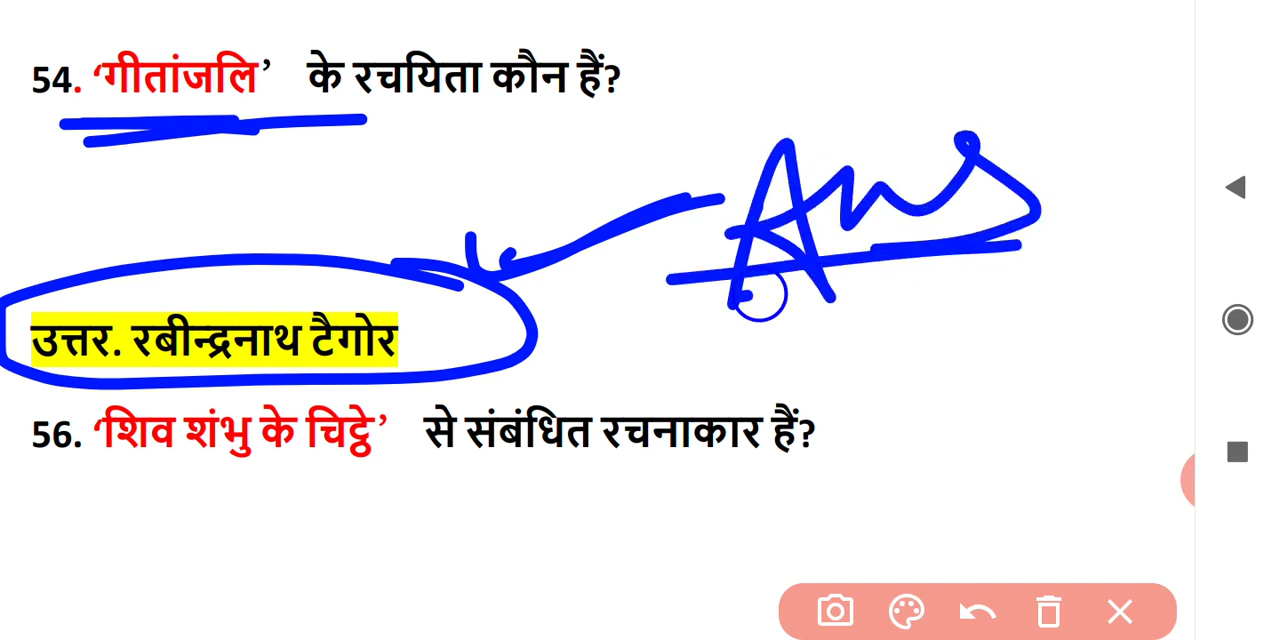 54. ‘गीतांजलि’ के रचयिता कौन हैं?
Ans
उत्तर. रबीन्द्रनाथ टैगोर
56. ‘शिव शंभु के चिट्ठे’ से संबंधित रचनाकार हैं?